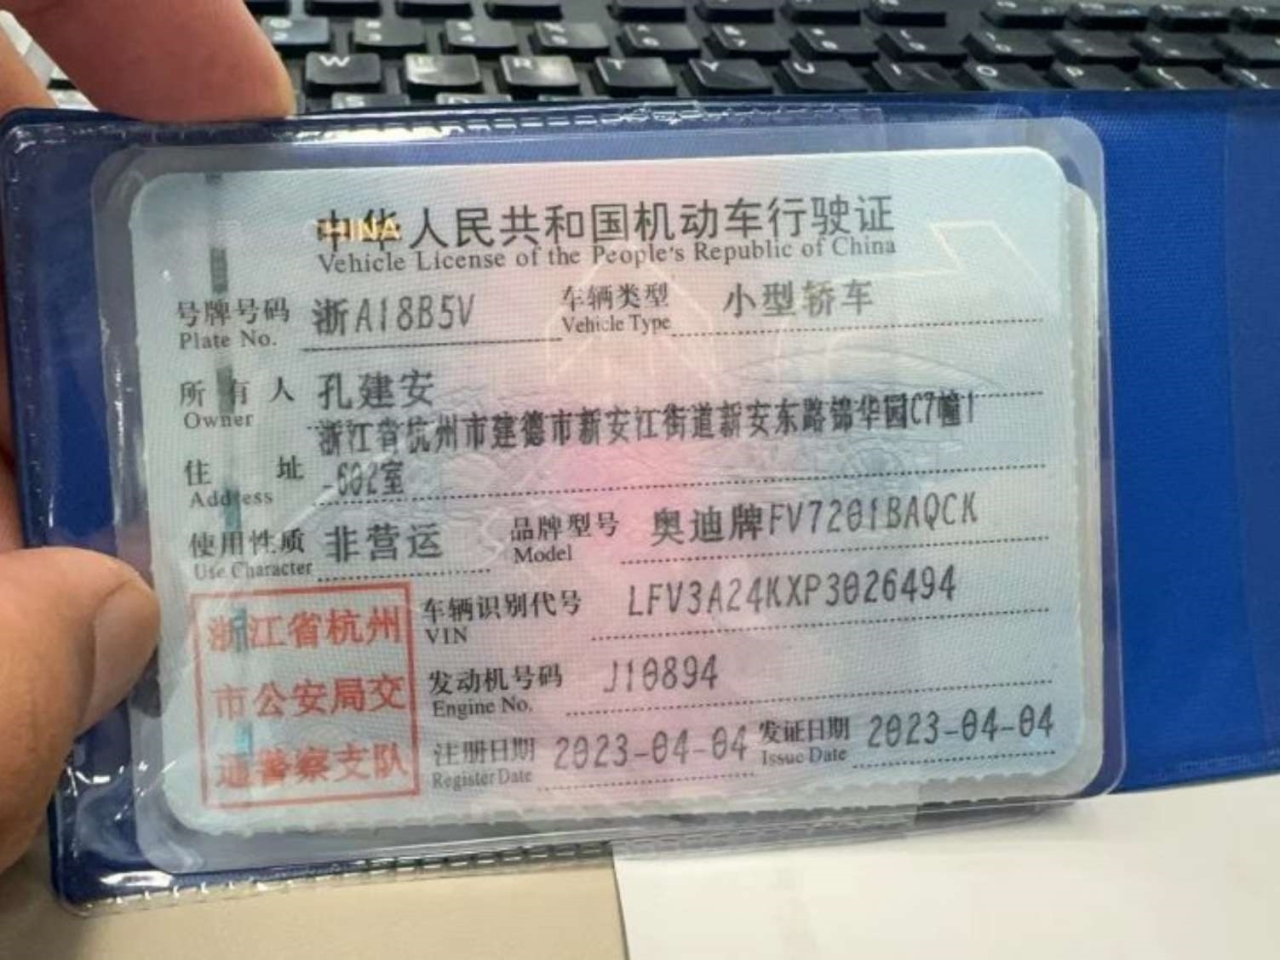 中华人民共和国机动车行驶证
CHINA
Vehicle License of the People's Republic of China
号牌号码 浙A18B5V 车辆类型 小型轿车
Plate No. Vehicle Type
所有人 孔建安
Owner
浙江省杭州市建德市新安江街道新安东路锦华园C7幢1
住址 -602室
Address
使用性质 非营运 品牌型号 奥迪牌FV7201BAQCK
Use Character Model
浙江省杭州
市公安局交
通警察支队
车辆识别代号 LFV3A24KXP3026494
VIN
发动机号码 J10894
Engine No.
注册日期 2023-04-04 发证日期 2023-04-04
Register Date Issue Date
W E R T Y U I O P